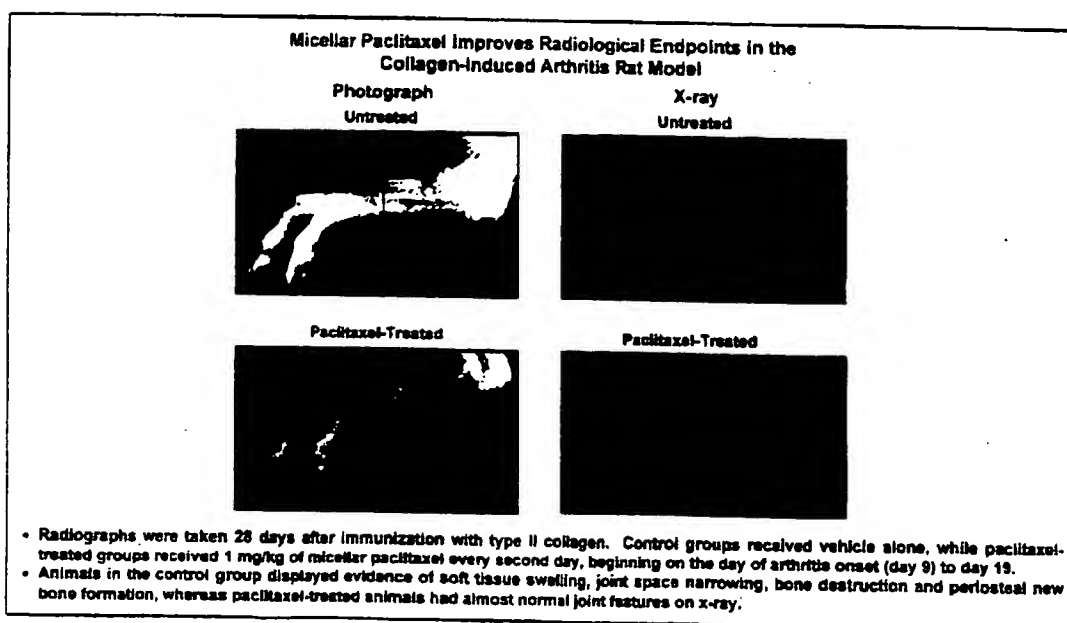 Micellar Paclitaxel Improves Radiological Endpoints in the
Collagen-Induced Arthritis Rat Model
Photograph
X-ray
Untreated
Untreated
Paclitaxel-Treated
Paclitaxel-Treated
• Radiographs were taken 28 days after immunization with type II collagen. Control groups received vehicle alone, while paclitaxel-
treated groups received 1 mg/kg of micellar paclitaxel every second day, beginning on the day of arthritis onset (day 9) to day 19.
• Animals in the control group displayed evidence of soft tissue swelling, joint space narrowing, bone destruction and periosteal new
bone formation, whereas paclitaxel-treated animals had almost normal joint features on x-ray.